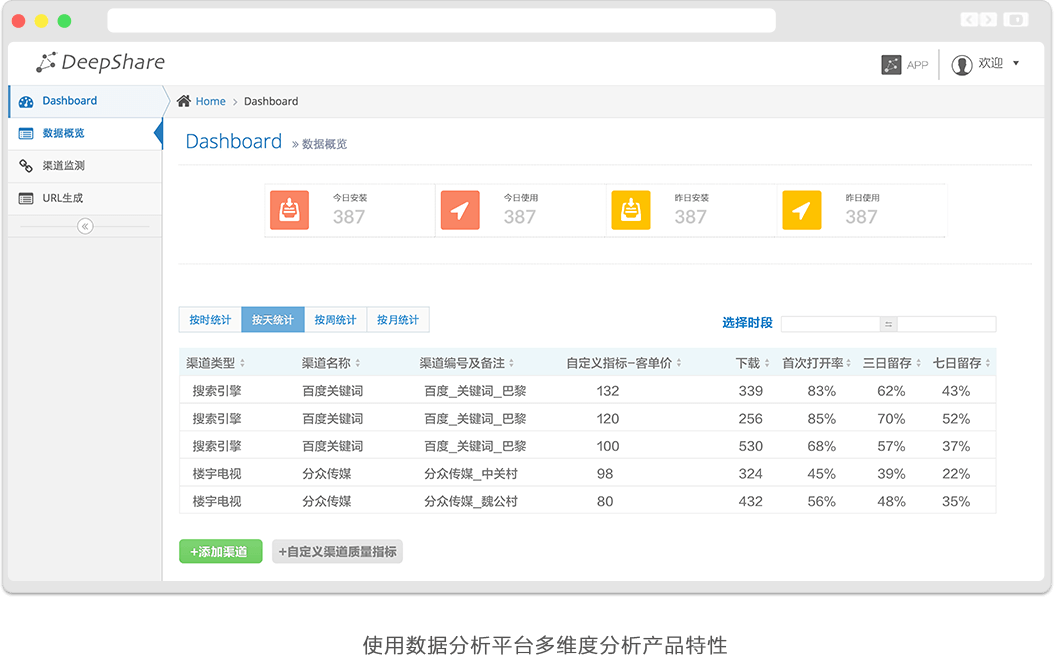 DeepShare
APP 欢迎
Dashboard
数据概览
渠道监测
URL生成
Home > Dashboard
Dashboard » 数据概览
今日安装 今日使用 昨日安装 昨日使用
387 387 387 387
按时统计 按天统计 按周统计 按月统计 选择时段
渠道类型 渠道名称 渠道编号及备注 自定义指标-客单价 下载 首次打开率 三日留存 七日留存
搜索引擎 百度关键词 百度_关键词_巴黎 132 339 83% 62% 43%
搜索引擎 百度关键词 百度_关键词_巴黎 120 256 85% 70% 52%
搜索引擎 百度关键词 百度_关键词_巴黎 100 530 68% 57% 37%
楼宇电视 分众传媒 分众传媒_中关村 98 324 45% 39% 22%
楼宇电视 分众传媒 分众传媒_魏公村 80 432 56% 48% 35%
+添加渠道 +自定义渠道质量指标
使用数据分析平台多维度分析产品特性